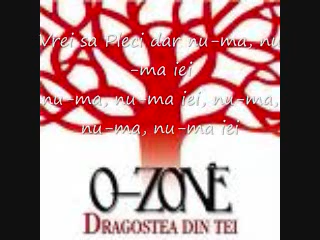 Vrei sa Pleci dar nu-ma, nu
-ma iei
nu-ma, nu-ma iei, nu-ma,
nu-ma, nu-ma iei
O-ZONE
DRAGOSTEA DIN TEI